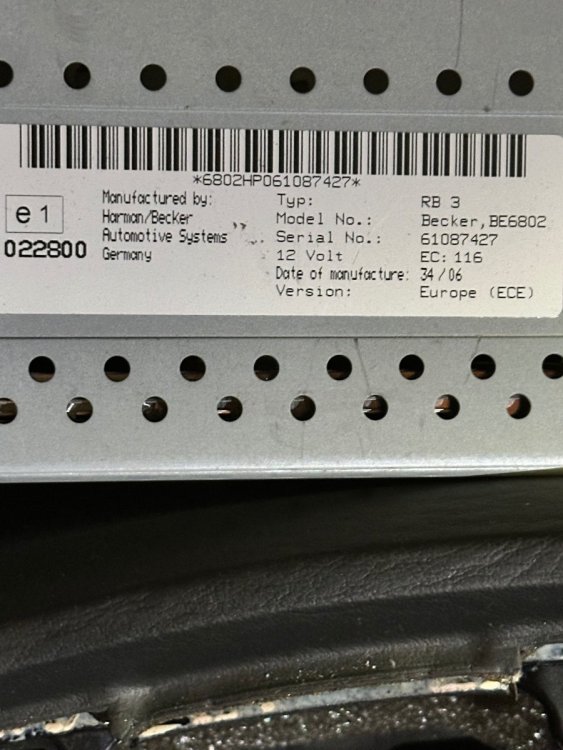 *6802HP061087427*
e1
022800
Manufactured by:
Harman/Becker
Automotive Systems
Germany
Typ: RB 3
Model No.: Becker,BE6802
Serial No.: 61087427
12 Volt EC: 116
Date of manufacture: 34/06
Version: Europe (ECE)